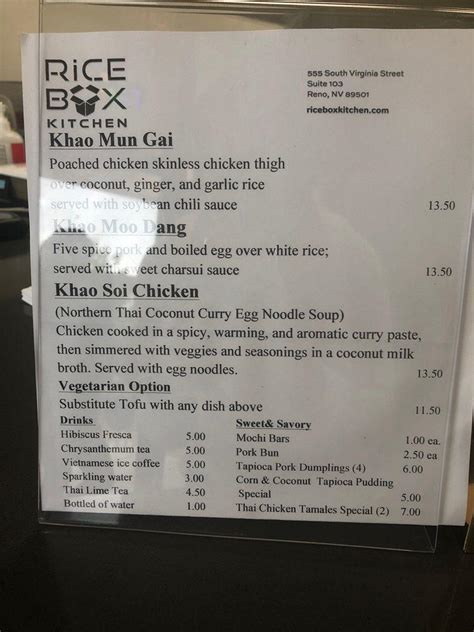 RiCE
BOX
KITCHEN
555 South Virginia Street
Suite 103
Reno, NV 89501
riceboxkitchen.com
Khao Mun Gai
Poached chicken skinless chicken thigh
over coconut, ginger, and garlic rice
served with soybean chili sauce 13.50
Khao Moo Dang
Five spice pork and boiled egg over white rice;
served with sweet charsui sauce 13.50
Khao Soi Chicken
(Northern Thai Coconut Curry Egg Noodle Soup)
Chicken cooked in a spicy, warming, and aromatic curry paste,
then simmered with veggies and seasonings in a coconut milk
broth. Served with egg noodles. 13.50
Vegetarian Option
Substitute Tofu with any dish above 11.50
Drinks
Hibiscus Fresca 5.00
Chrysanthemum tea 5.00
Vietnamese ice coffee 5.00
Sparkling water 3.00
Thai Lime Tea 4.50
Bottled of water 1.00
Sweet& Savory
Mochi Bars 1.00 ea.
Pork Bun 2.50 ea
Tapioca Pork Dumplings (4) 6.00
Corn & Coconut Tapioca Pudding
Special 5.00
Thai Chicken Tamales Special (2) 7.00